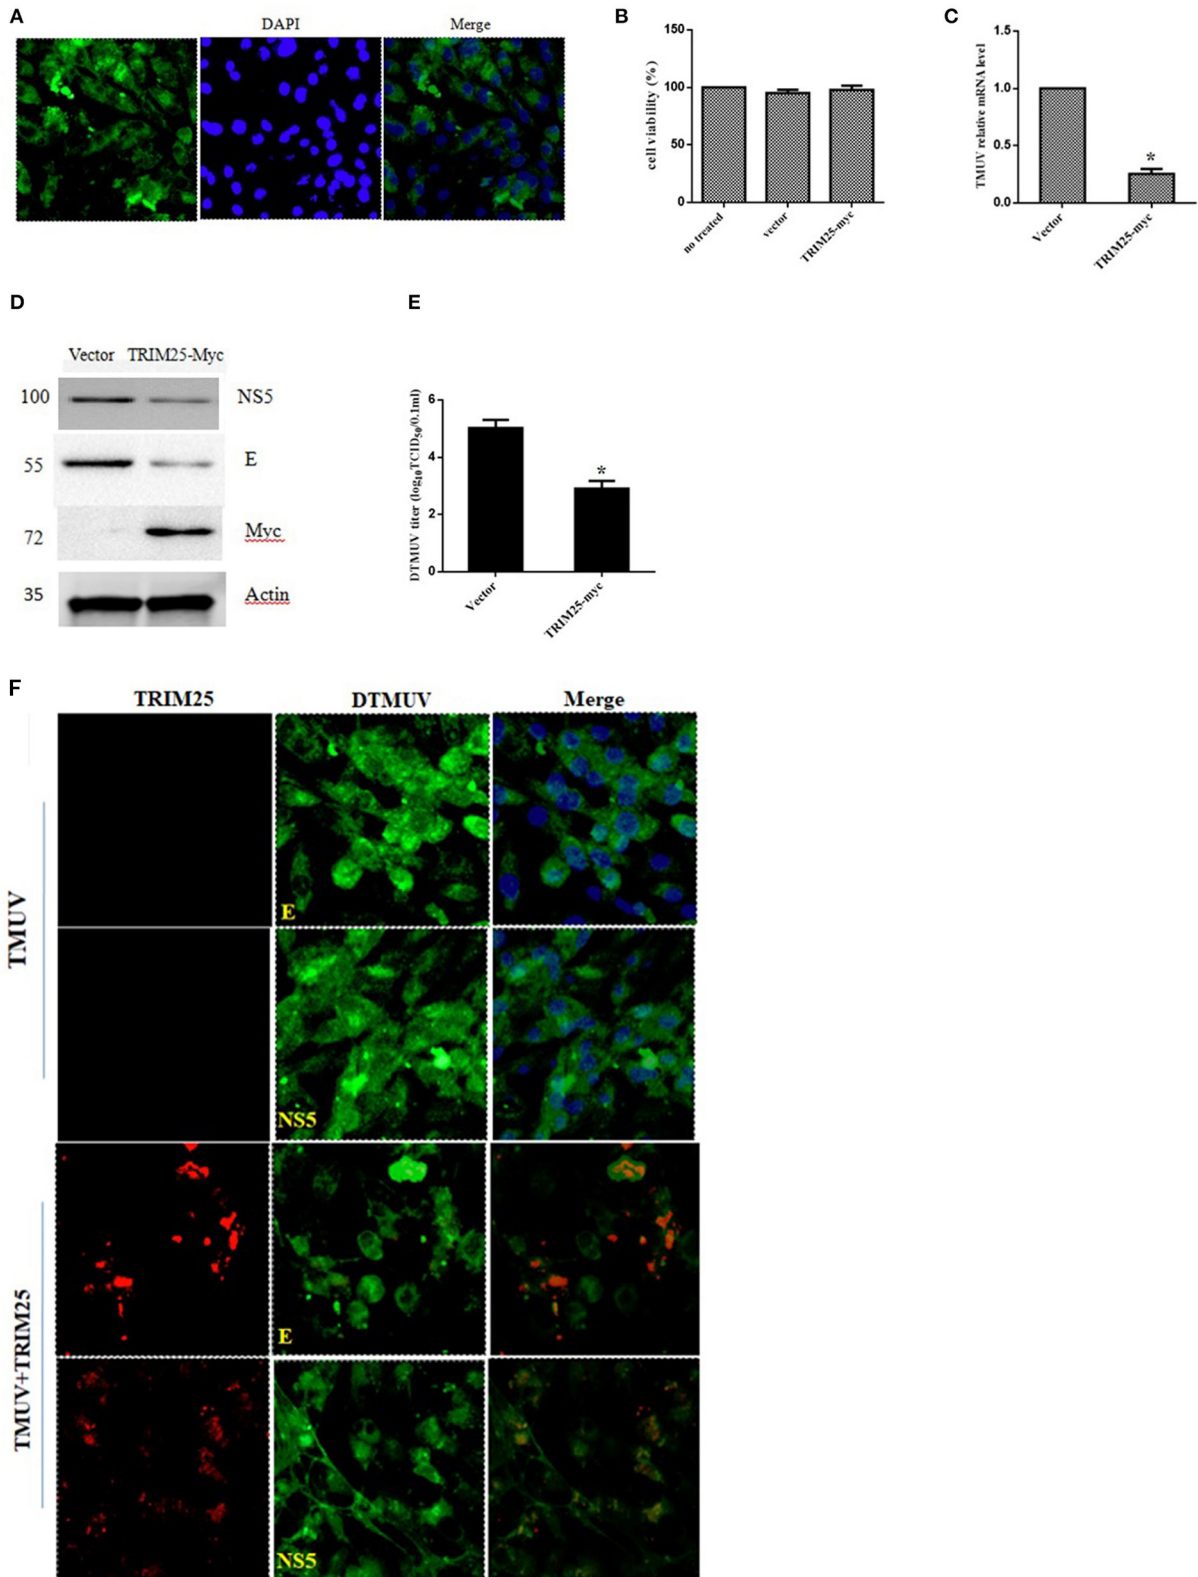 A
DAPI
Merge
B
cell viability (%)
150
100
50
0
no treated
vector
TRIM25-myc
C
TMUV relative mRNA level
1.5
1.0
0.5
0.0
*
Vector
TRIM25-myc
D
Vector TRIM25-Myc
100 NS5
55 E
72 Myc
35 Actin
E
DTMUV titer (log10TCID50/0.1ml)
6
4
2
0
*
Vector
TRIM25-myc
F
TRIM25 DTMUV Merge
TMUV
E
NS5
TMUV+TRIM25
E
NS5